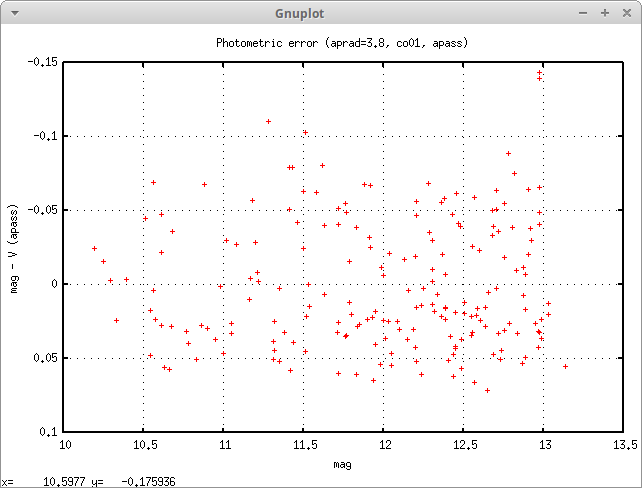 Gnuplot
Photometric error (aprad=3.8, co01, apass)
-0.15
-0.1
-0.05
0
0.05
0.1
mag - V (apass)
10 10.5 11 11.5 12 12.5 13 13.5
mag
x= 10.5977 y= -0.175936